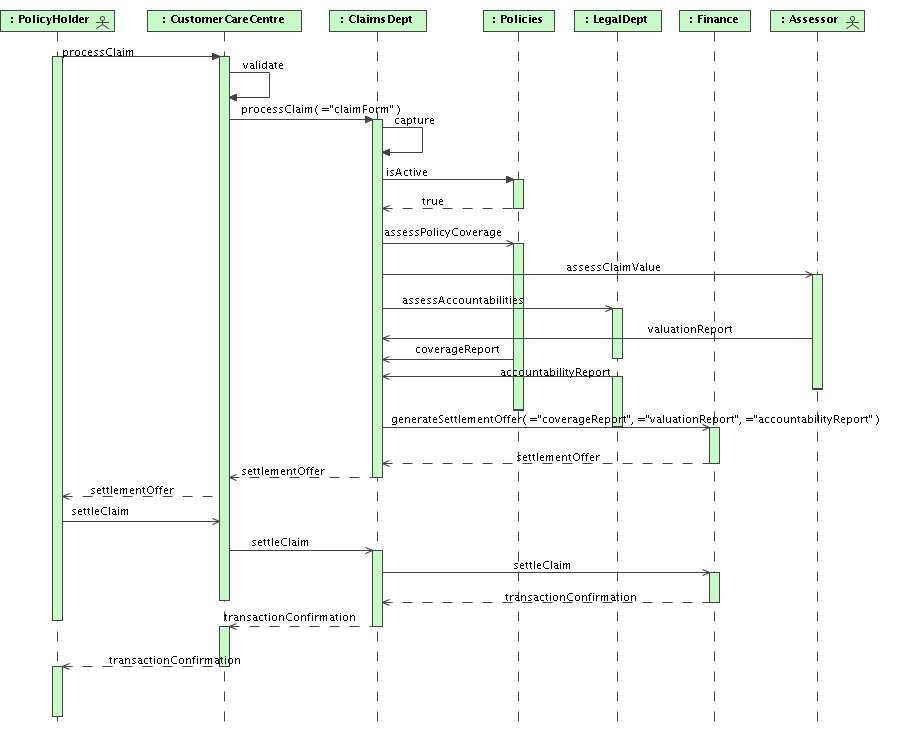 : PolicyHolder : CustomerCareCentre : ClaimsDept : Policies : LegalDept : Finance : Assessor
processClaim
validate
processClaim( ="claimForm" )
capture
isActive
true
assessPolicyCoverage
assessClaimValue
assessAccountabilities
valuationReport
coverageReport
accountabilityReport
generateSettlementOffer( ="coverageReport", ="valuationReport", ="accountabilityReport" )
settlementOffer
settlementOffer
settlementOffer
settleClaim
settleClaim
settleClaim
transactionConfirmation
transactionConfirmation
transactionConfirmation